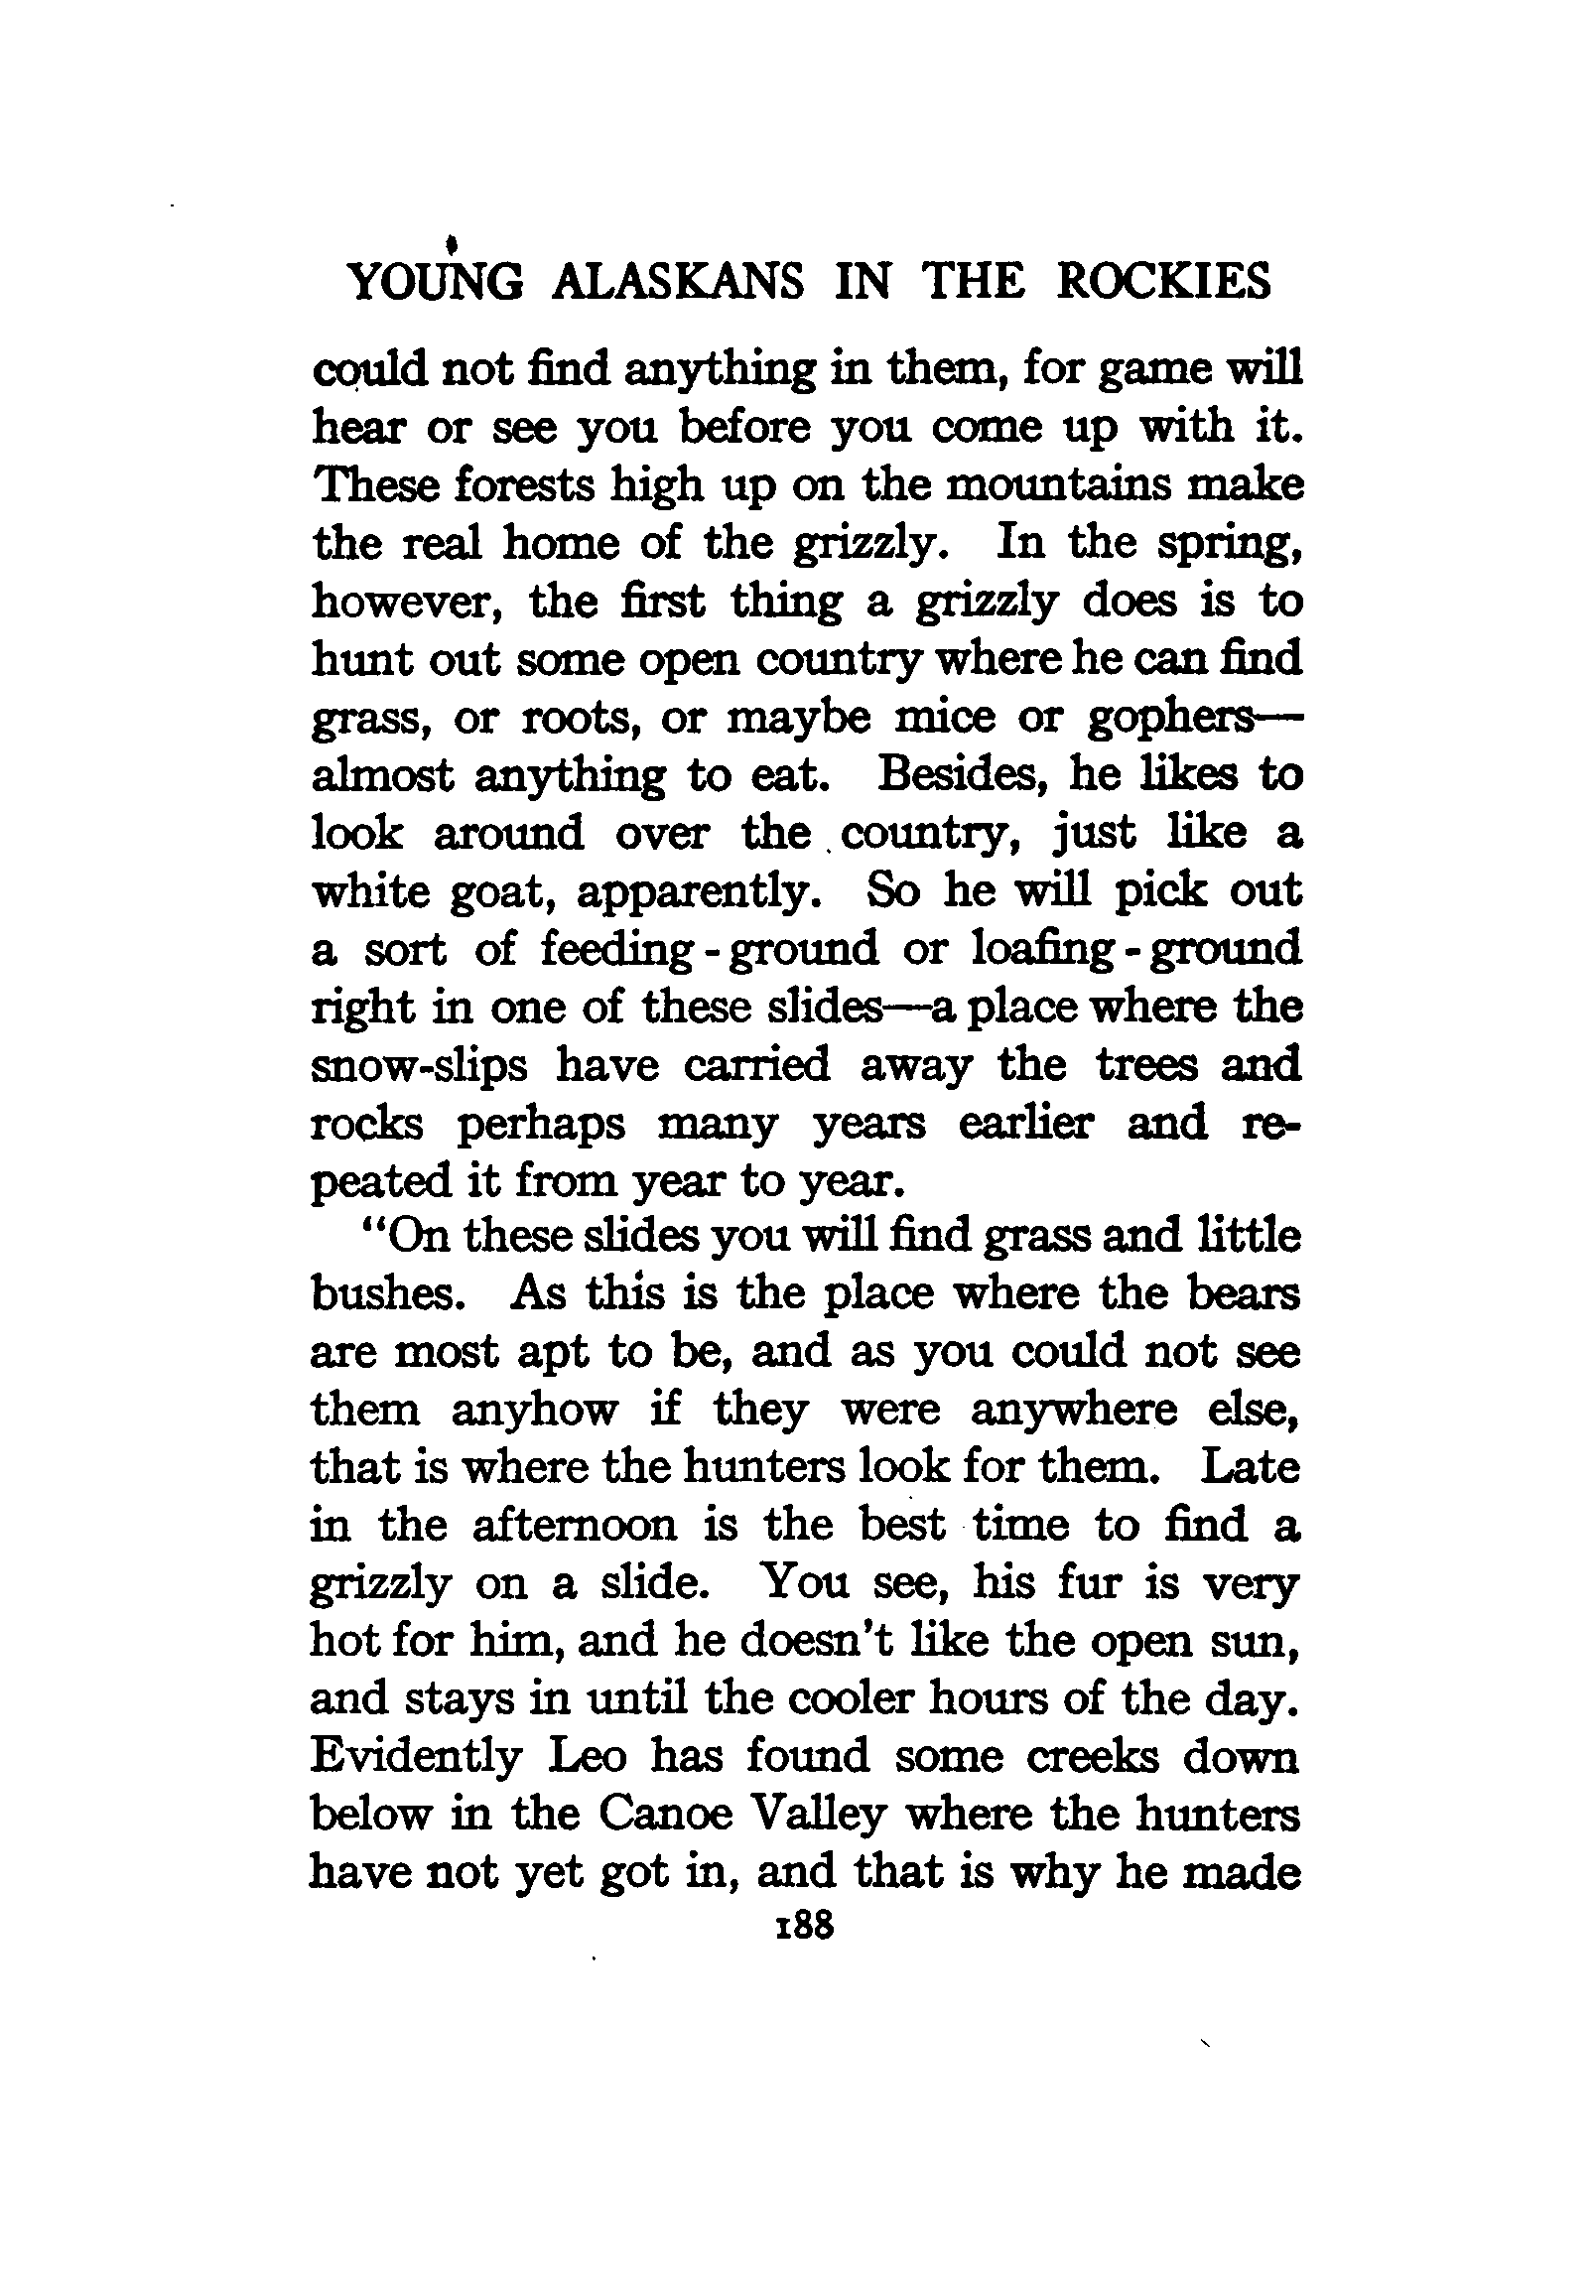 YOUNG ALASKANS IN THE ROCKIES
could not find anything in them, for game will
hear or see you before you come up with it.
These forests high up on the mountains make
the real home of the grizzly. In the spring,
however, the first thing a grizzly does is to
hunt out some open country where he can find
grass, or roots, or maybe mice or gophers—
almost anything to eat. Besides, he likes to
look around over the country, just like a
white goat, apparently. So he will pick out
a sort of feeding-ground or loafing-ground
right in one of these slides—a place where the
snow-slips have carried away the trees and
rocks perhaps many years earlier and re-
peated it from year to year.
"On these slides you will find grass and little
bushes. As this is the place where the bears
are most apt to be, and as you could not see
them anyhow if they were anywhere else,
that is where the hunters look for them. Late
in the afternoon is the best time to find a
grizzly on a slide. You see, his fur is very
hot for him, and he doesn't like the open sun,
and stays in until the cooler hours of the day.
Evidently Leo has found some creeks down
below in the Canoe Valley where the hunters
have not yet got in, and that is why he made
188